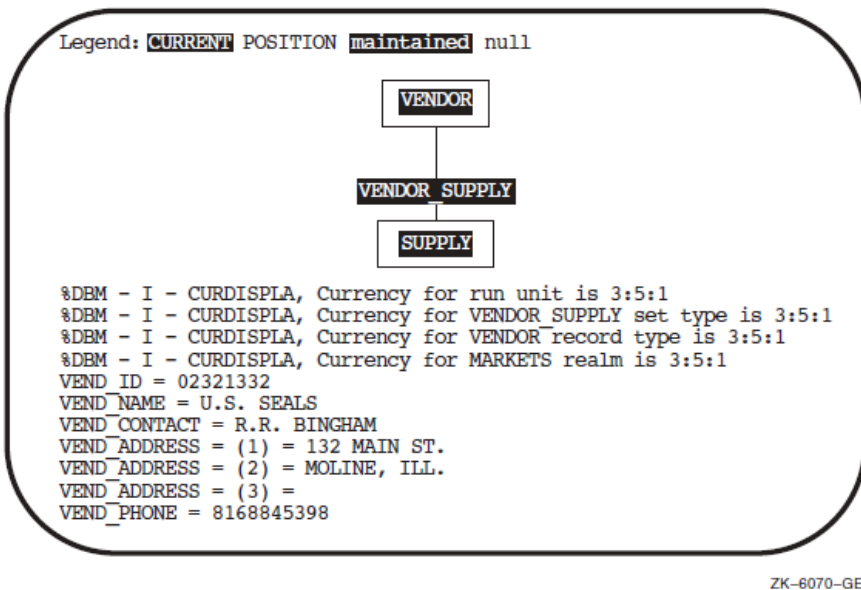 Legend: CURRENT POSITION maintained null
VENDOR
VENDOR_SUPPLY
SUPPLY
%DBM - I - CURDISPLA, Currency for run unit is 3:5:1
%DBM - I - CURDISPLA, Currency for VENDOR_SUPPLY set type is 3:5:1
%DBM - I - CURDISPLA, Currency for VENDOR record type is 3:5:1
%DBM - I - CURDISPLA, Currency for MARKETS realm is 3:5:1
VEND_ID = 02321332
VEND_NAME = U.S. SEALS
VEND_CONTACT = R.R. BINGHAM
VEND_ADDRESS = (1) = 132 MAIN ST.
VEND_ADDRESS = (2) = MOLINE, ILL.
VEND_ADDRESS = (3) =
VEND_PHONE = 8168845398
ZK-6070-GE